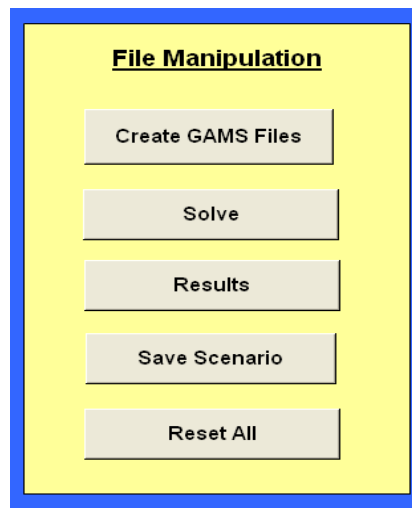 File Manipulation
Create GAMS Files
Solve
Results
Save Scenario
Reset All